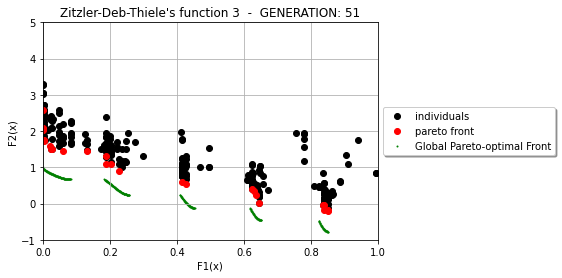 Zitzler-Deb-Thiele's function 3 - GENERATION: 51
5
4
3
2
1
0
−1
F2(x)
individuals
pareto front
Global Pareto-optimal Front
0.0 0.2 0.4 0.6 0.8 1.0
F1(x)